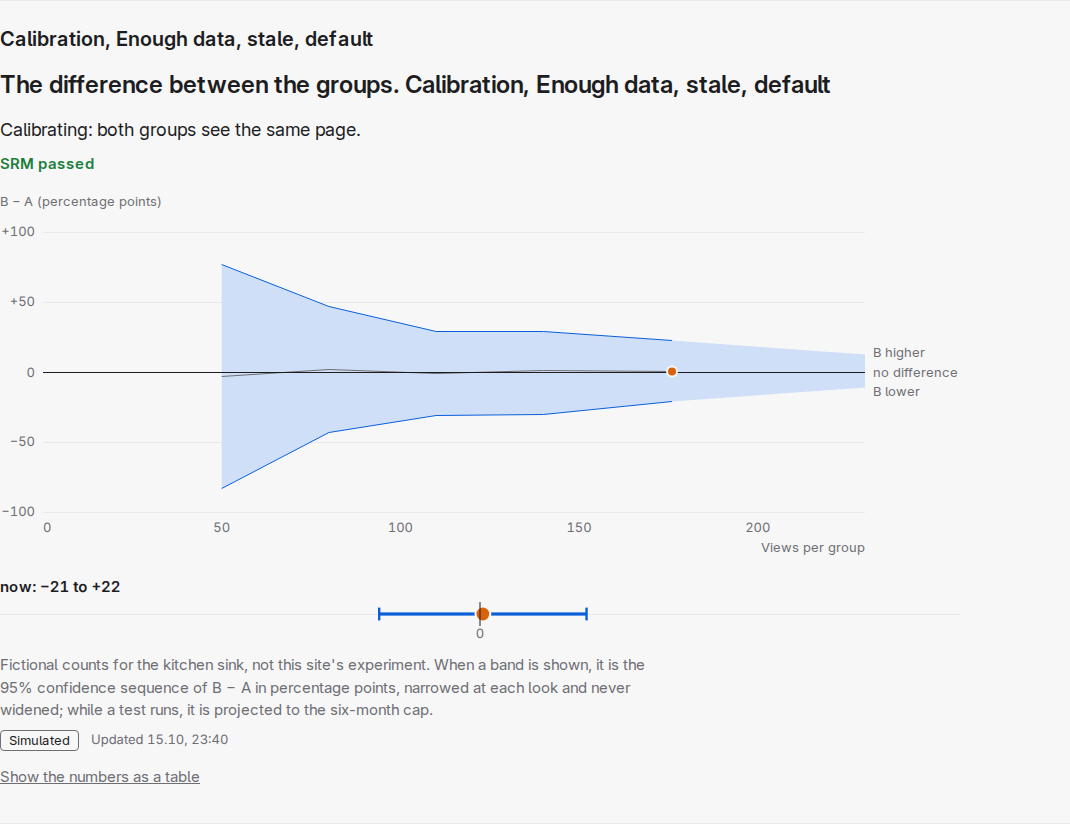 Calibration, Enough data, stale, default
The difference between the groups. Calibration, Enough data, stale, default
Calibrating: both groups see the same page.
SRM passed
B − A (percentage points)
+100
+50
0
−50
−100
B higher
no difference
B lower
0 50 100 150 200
Views per group
now: −21 to +22
0
Fictional counts for the kitchen sink, not this site's experiment. When a band is shown, it is the
95% confidence sequence of B − A in percentage points, narrowed at each look and never
widened; while a test runs, it is projected to the six-month cap.
Simulated Updated 15.10, 23:40
Show the numbers as a table